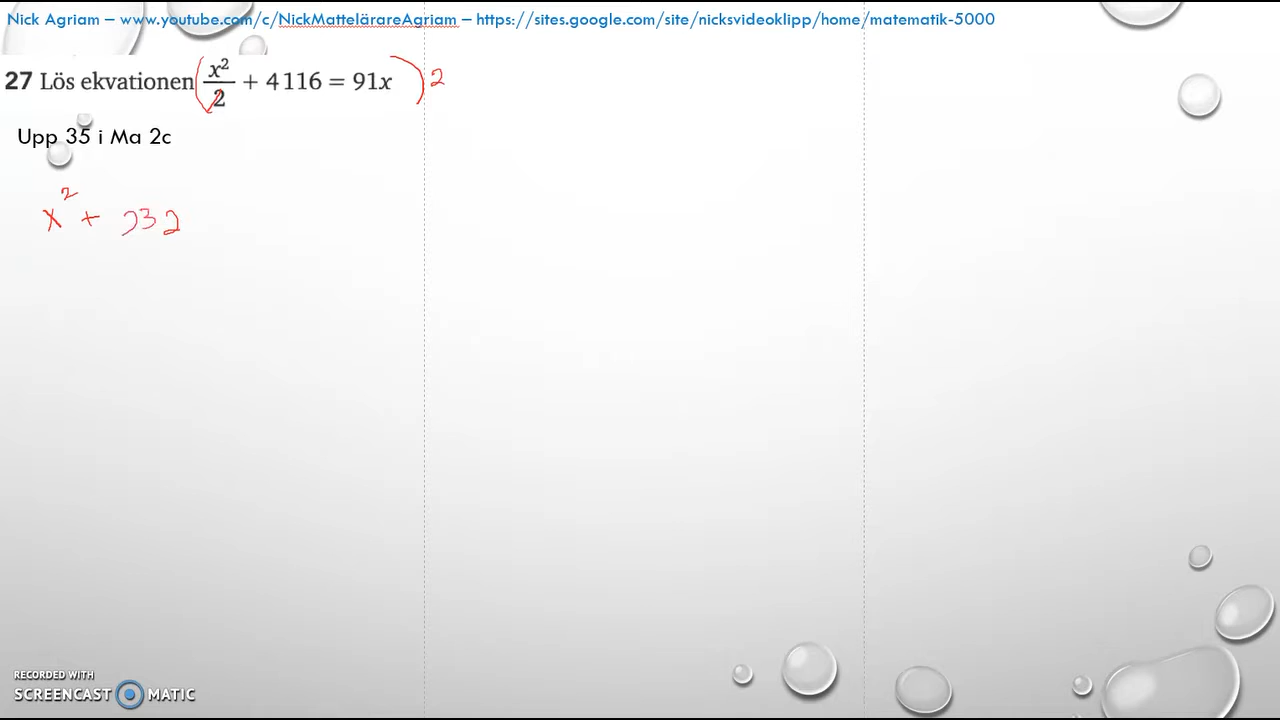 Nick Agriam – www.youtube.com/c/NickMattelärareAgriam – https://sites.google.com/site/nicksvideoklipp/home/matematik-5000
27 Lös ekvationen (x²/2 + 4116 = 91x) 2
Upp 35 i Ma 2c
x² + 232
RECORDED WITH
SCREENCAST MATIC